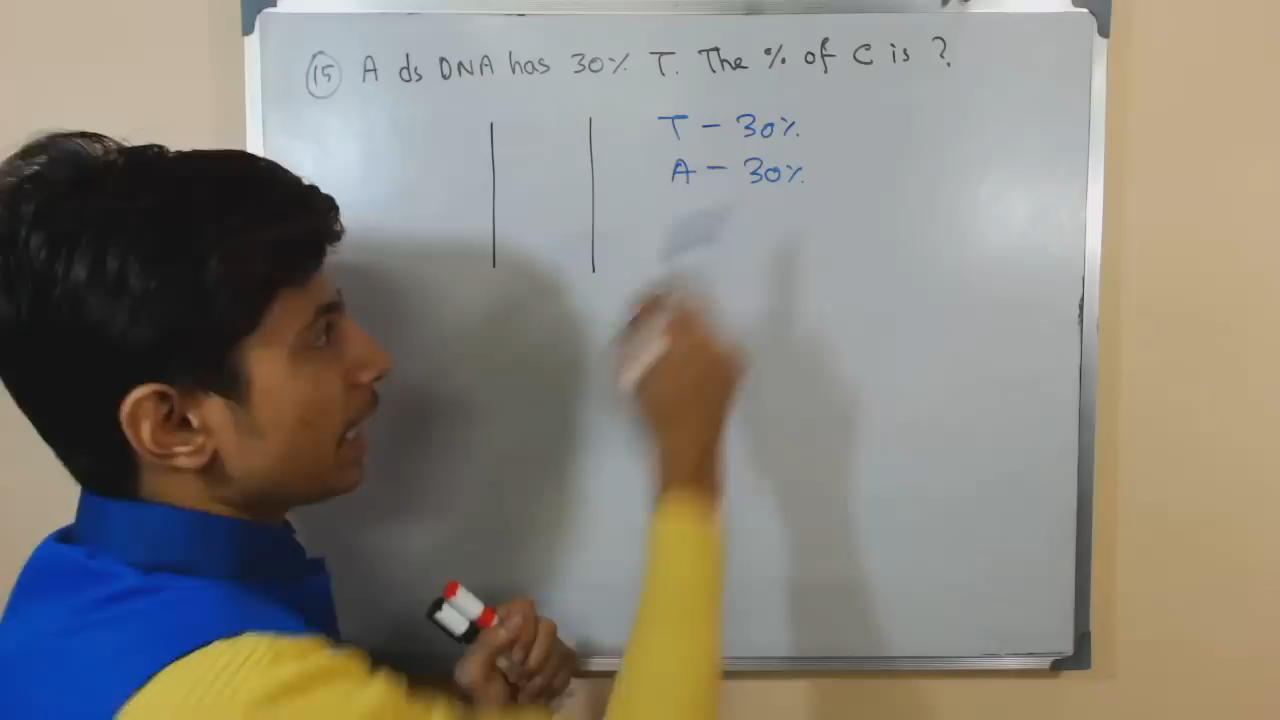 (15) A ds DNA has 30% T. The % of C is ?
T - 30%
A - 30%